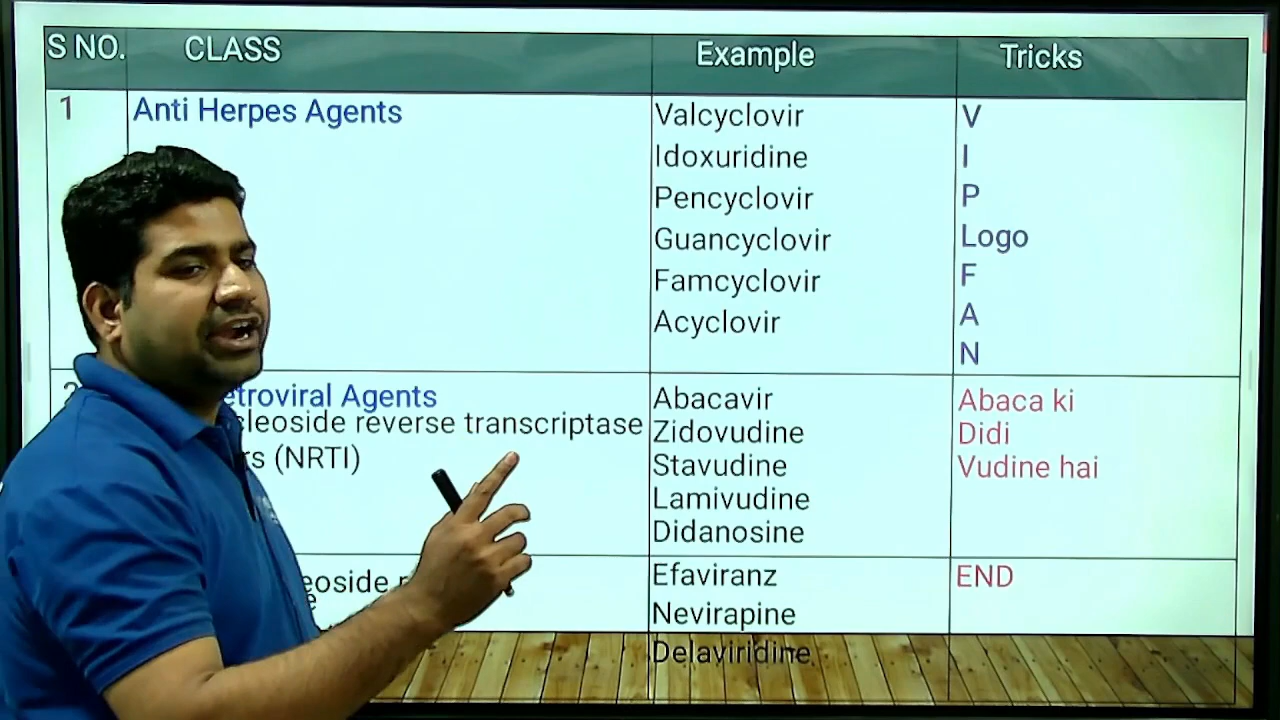 S NO. CLASS Example Tricks
1 Anti Herpes Agents Valcyclovir V
Idoxuridine I
Pencyclovir P
Guancyclovir Logo
Famcyclovir F
Acyclovir A
N
2 etroviral Agents Abacavir Abaca ki
cleoside reverse transcriptase Zidovudine Didi
rs (NRTI) Stavudine Vudine hai
Lamivudine
Didanosine
eoside r Efaviranz END
e Nevirapine
Delaviridine